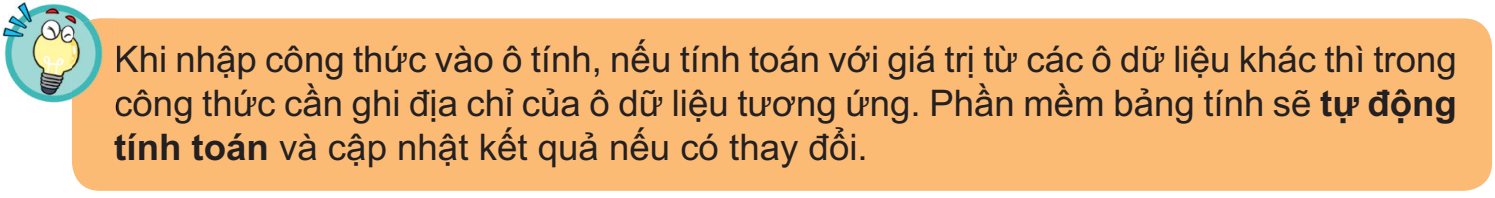 Khi nhập công thức vào ô tính, nếu tính toán với giá trị từ các ô dữ liệu khác thì trong
công thức cần ghi địa chỉ của ô dữ liệu tương ứng. Phần mềm bảng tính sẽ tự động
tính toán và cập nhật kết quả nếu có thay đổi.